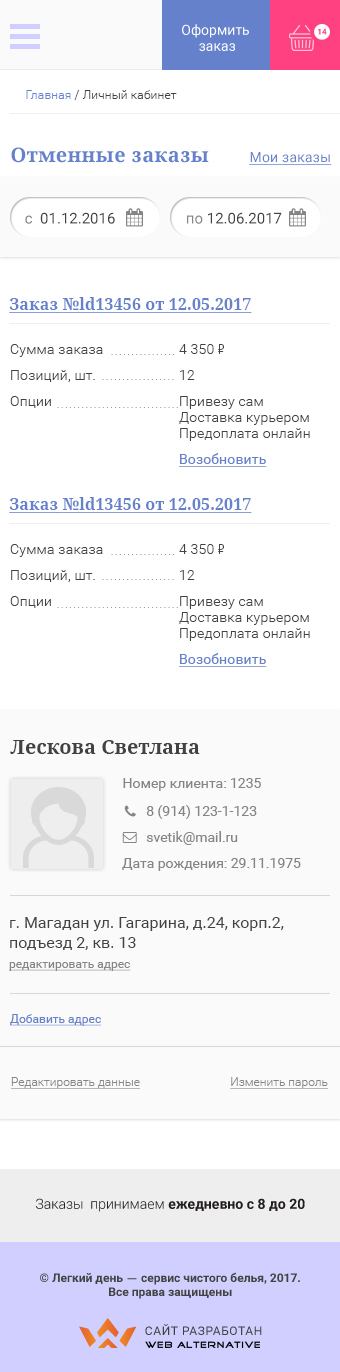 Оформить
заказ
14
Главная / Личный кабинет
Отменные заказы
Мои заказы
с 01.12.2016
по 12.06.2017
Заказ №ld13456 от 12.05.2017
Сумма заказа ................ 4 350 ₽
Позиций, шт. .................. 12
Опции ............................. Привезу сам
Доставка курьером
Предоплата онлайн
Возобновить
Заказ №ld13456 от 12.05.2017
Сумма заказа ................ 4 350 ₽
Позиций, шт. .................. 12
Опции ............................. Привезу сам
Доставка курьером
Предоплата онлайн
Возобновить
Лескова Светлана
Номер клиента: 1235
8 (914) 123-1-123
svetik@mail.ru
Дата рождения: 29.11.1975
г. Магадан ул. Гагарина, д.24, корп.2,
подъезд 2, кв. 13
редактировать адрес
Добавить адрес
Редактировать данные
Изменить пароль
Заказы принимаем ежедневно с 8 до 20
© Легкий день — сервис чистого белья, 2017.
Все права защищены
САЙТ РАЗРАБОТАН
WEB ALTERNATIVE